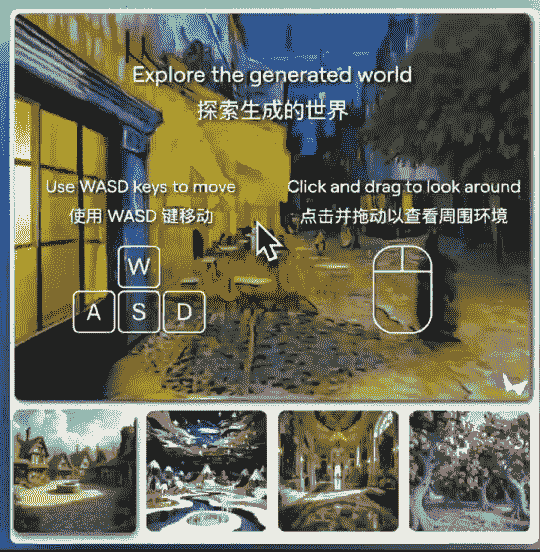 Explore the generated world
探索生成的世界
Use WASD keys to move
使用 WASD 键移动
Click and drag to look around
点击并拖动以查看周围环境
W
A S D